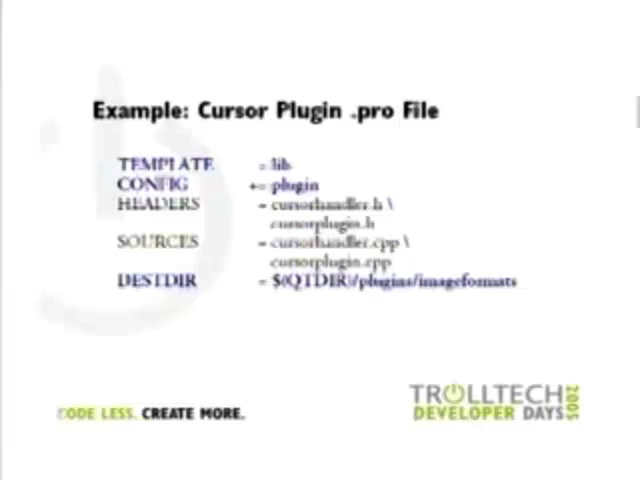 Example: Cursor Plugin .pro File
TEMPLATE = lib
CONFIG += plugin
HEADERS = cursorhandler.h \
cursorplugin.h
SOURCES = cursorhandler.cpp \
cursorplugin.cpp
DESTDIR = $(QTDIR)/plugins/imageformats
CODE LESS. CREATE MORE.
TROLLTECH
DEVELOPER DAYS 2005